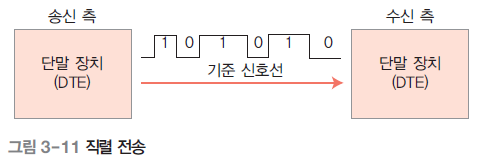 송신 측
수신 측
단말 장치
(DTE)
1 0 1 0 1 0
기준 신호선
단말 장치
(DTE)
그림 3-11 직렬 전송